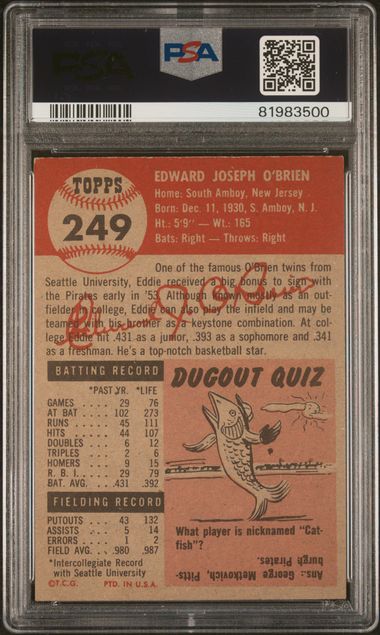 PSA
PSA
81983500
TOPPS
249
EDWARD JOSEPH O'BRIEN
Home: South Amboy, New Jersey
Born: Dec. 11, 1930, S. Amboy, N. J.
Ht.: 5'9" -- Wt.: 165
Bats: Right -- Throws: Right
One of the famous O'Brien twins from
Seattle University, Eddie received a big bonus to sign with
the Pirates early in '53. Although known mostly as an out-
fielder in college, Eddie can also play the infield and may be
teamed with his brother as a keystone combination. At col-
lege Eddie hit .431 as a junior, .393 as a sophomore and .341
as a freshman. He's a top-notch basketball star.
Edward J. O'Brien
BATTING RECORD
*PAST YR. *LIFE
GAMES .... 29 76
AT BAT .... 102 273
RUNS .... 45 111
HITS .... 44 107
DOUBLES .. 6 12
TRIPLES ... 2 6
HOMERS ... 9 15
R. B. I. .... 29 79
BAT. AVG. .. .431 .392
FIELDING RECORD
PUTOUTS .. 43 132
ASSISTS ... 5 14
ERRORS ... 1 2
FIELD AVG. .980 .987
*Intercollegiate Record
with Seattle University
©T.C.G. PTD. IN U.S.A.
DUGOUT QUIZ
What player is nicknamed "Cat-
fish"?
Ans.: George Metkovich, Pitts-
burgh Pirates.